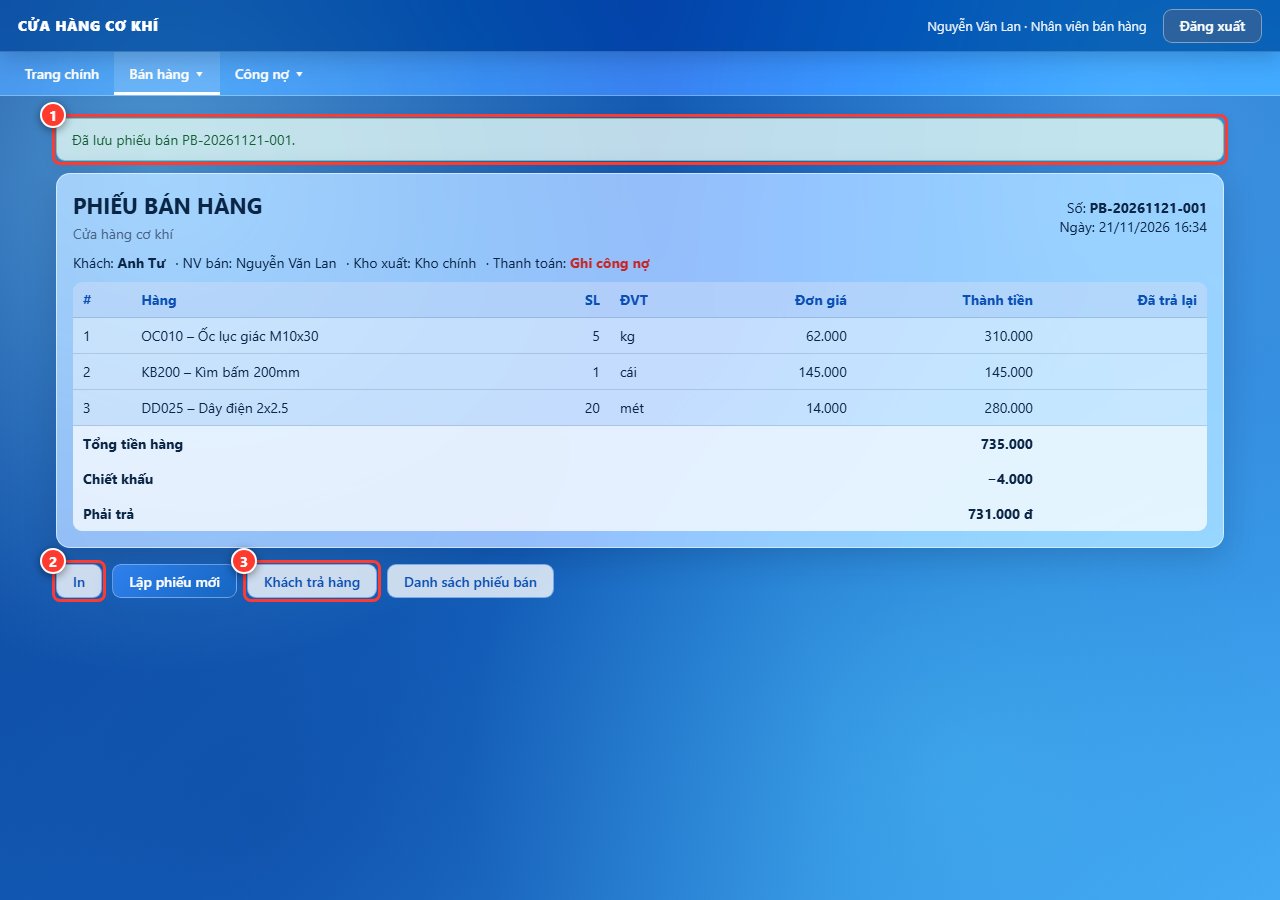 CỬA HÀNG CƠ KHÍ
Nguyễn Văn Lan · Nhân viên bán hàng
Đăng xuất
Trang chính
Bán hàng ▼
Công nợ ▼
1
Đã lưu phiếu bán PB-20261121-001.
PHIẾU BÁN HÀNG
Số: PB-20261121-001
Cửa hàng cơ khí
Ngày: 21/11/2026 16:34
Khách: Anh Tư · NV bán: Nguyễn Văn Lan · Kho xuất: Kho chính · Thanh toán: Ghi công nợ
# Hàng SL ĐVT Đơn giá Thành tiền Đã trả lại
1 OC010 – Ốc lục giác M10x30 5 kg 62.000 310.000
2 KB200 – Kìm bấm 200mm 1 cái 145.000 145.000
3 DD025 – Dây điện 2x2.5 20 mét 14.000 280.000
Tổng tiền hàng 735.000
Chiết khấu −4.000
Phải trả 731.000 đ
2
In
Lập phiếu mới
3
Khách trả hàng
Danh sách phiếu bán